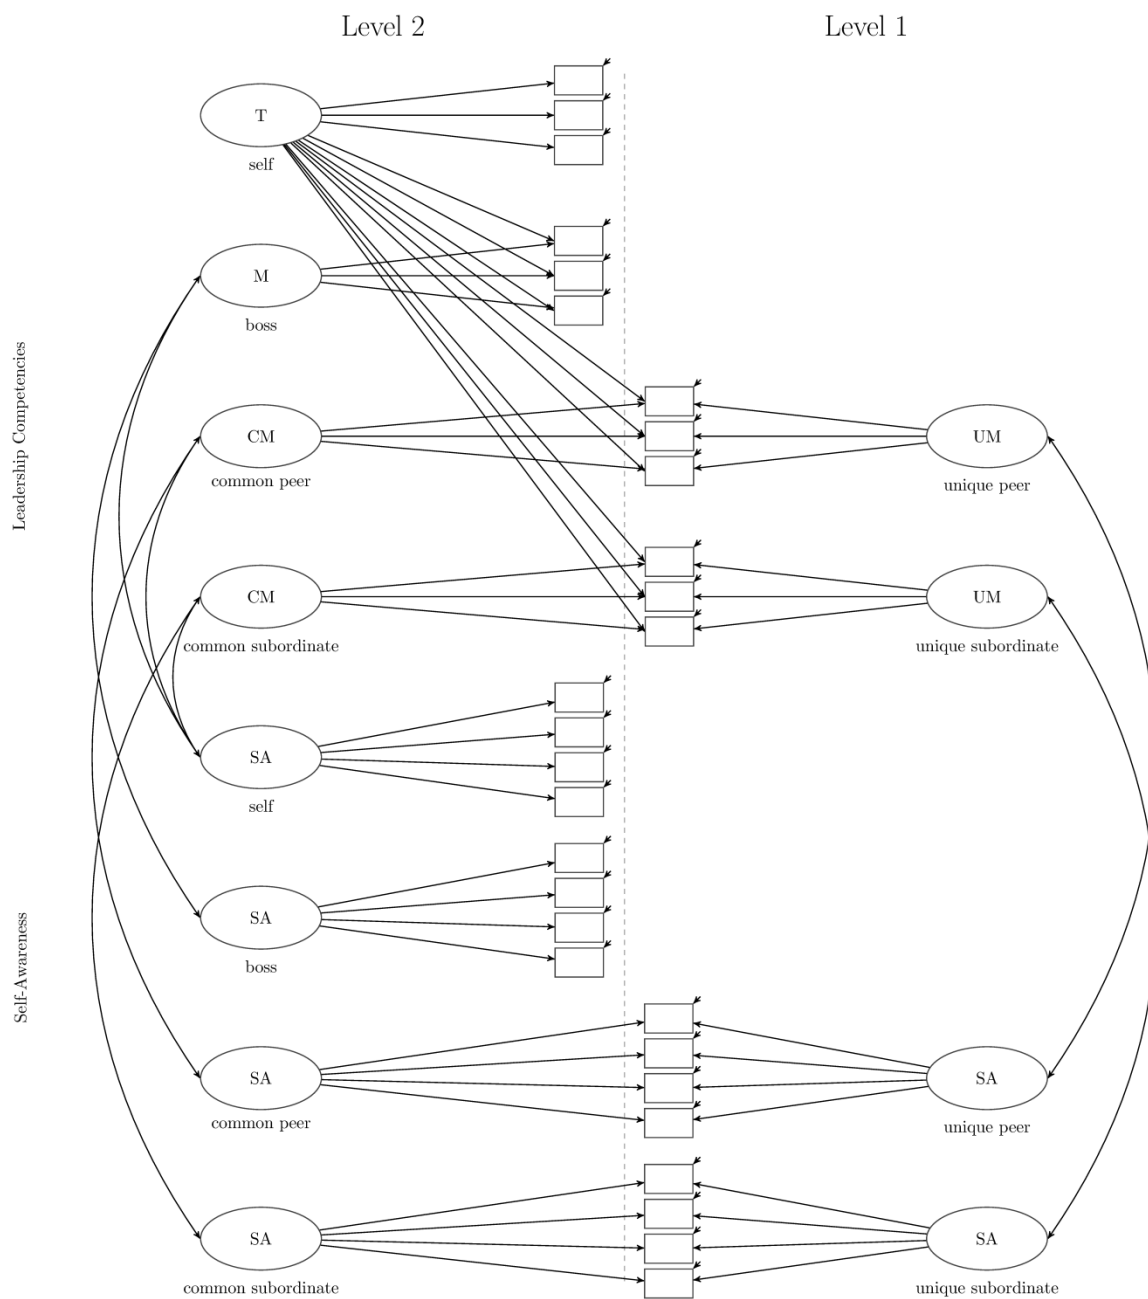 Level 2
Level 1
T
self
M
boss
Leadership Competencies
CM
common peer
UM
unique peer
CM
common subordinate
UM
unique subordinate
SA
self
SA
boss
Self-Awareness
SA
common peer
SA
unique peer
SA
common subordinate
SA
unique subordinate